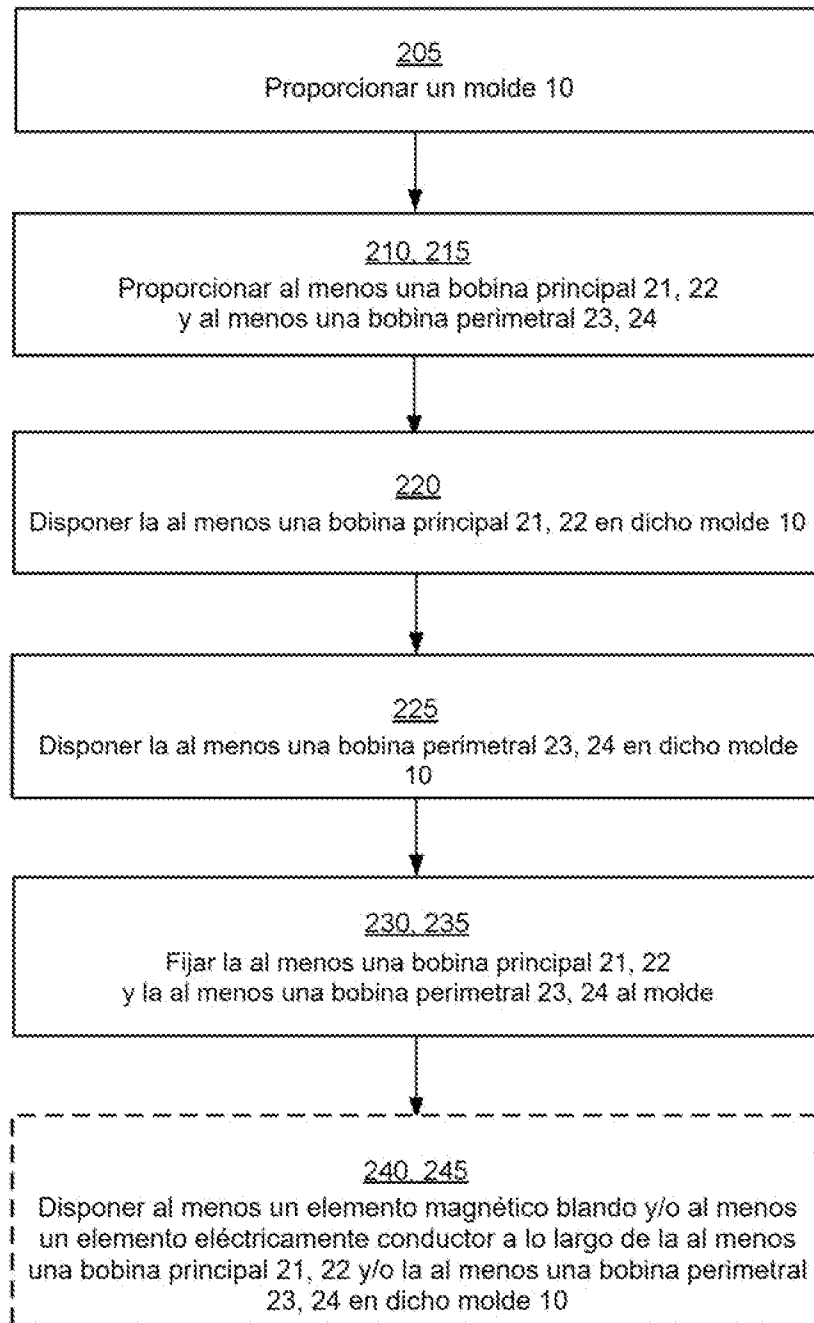 205
Proporcionar un molde 10
210, 215
Proporcionar al menos una bobina principal 21, 22
y al menos una bobina perimetral 23, 24
220
Disponer la al menos una bobina principal 21, 22 en dicho molde 10
225
Disponer la al menos una bobina perimetral 23, 24 en dicho molde
10
230, 235
Fijar la al menos una bobina principal 21, 22
y la al menos una bobina perimetral 23, 24 al molde
240, 245
Disponer al menos un elemento magnético blando y/o al menos
un elemento eléctricamente conductor a lo largo de la al menos
una bobina principal 21, 22 y/o la al menos una bobina perimetral
23, 24 en dicho molde 10